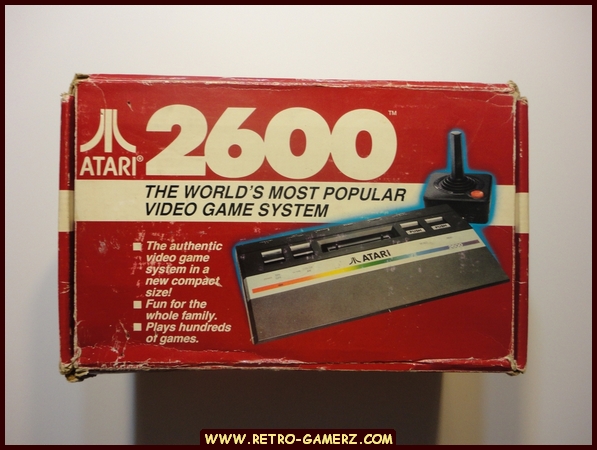 2600™
ATARI®
THE WORLD'S MOST POPULAR
VIDEO GAME SYSTEM
The authentic
video game
system in a
new compact
size!
Fun for the
whole family.
Plays hundreds
of games.
ATARI
2600
WWW.RETRO-GAMERZ.COM